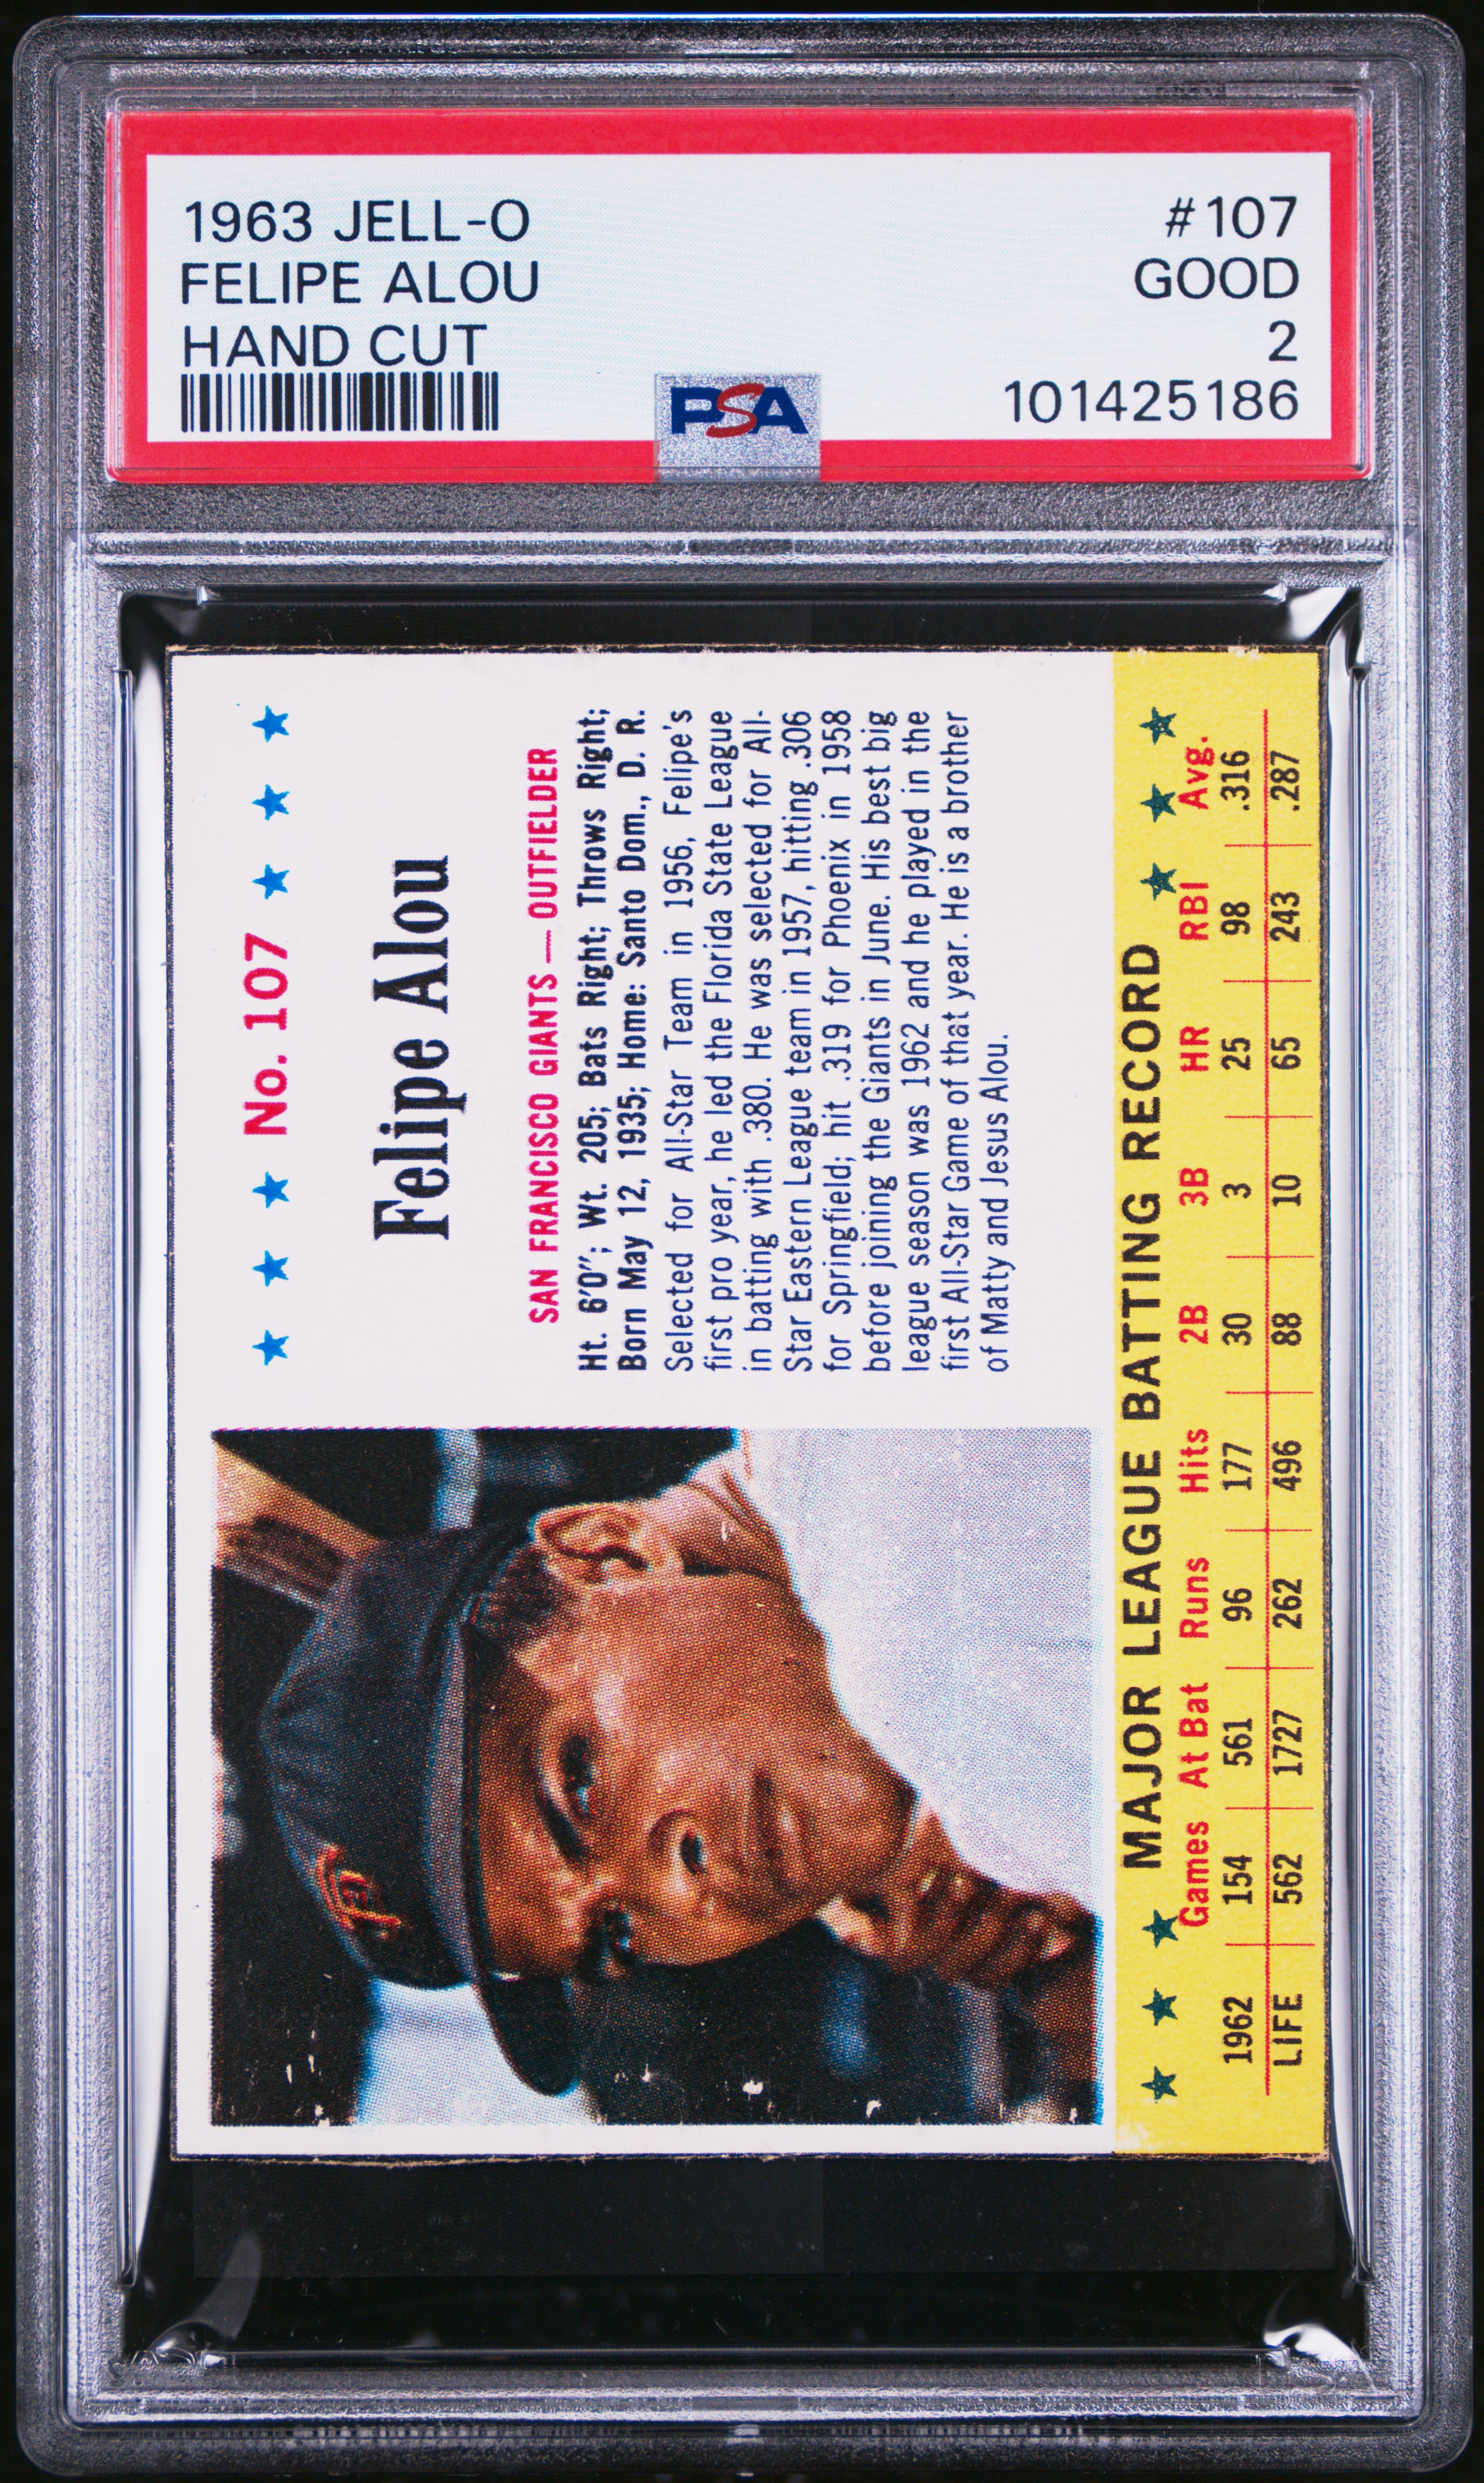 1963 JELL-O
FELIPE ALOU
HAND CUT
#107
GOOD
2
101425186
PSA
No. 107
Felipe Alou
SAN FRANCISCO GIANTS — OUTFIELDER
Ht. 6'0"; Wt. 205; Bats Right; Throws Right;
Born May 12, 1935; Home: Santo Dom., D. R.
Selected for All-Star Team in 1956, Felipe's
first pro year, he led the Florida State League
in batting with .380. He was selected for All-
Star Eastern League team in 1957, hitting .306
for Springfield; hit .319 for Phoenix in 1958
before joining the Giants in June. His best big
league season was 1962 and he played in the
first All-Star Game of that year. He is a brother
of Matty and Jesus Alou.
MAJOR LEAGUE BATTING RECORD
Games At Bat Runs Hits 2B 3B HR RBI Avg.
1962 154 561 96 177 30 3 25 98 .316
LIFE 562 1727 262 496 88 10 65 243 .287
SF